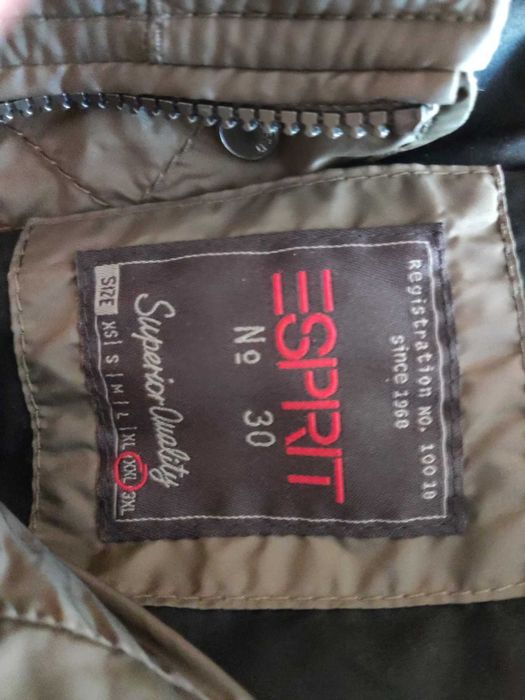 Registration No. 10010
since 1968
ESPRIT
No 30
Superior Quality
SIZE XS | S | M | L | XL | XXL | 3XL